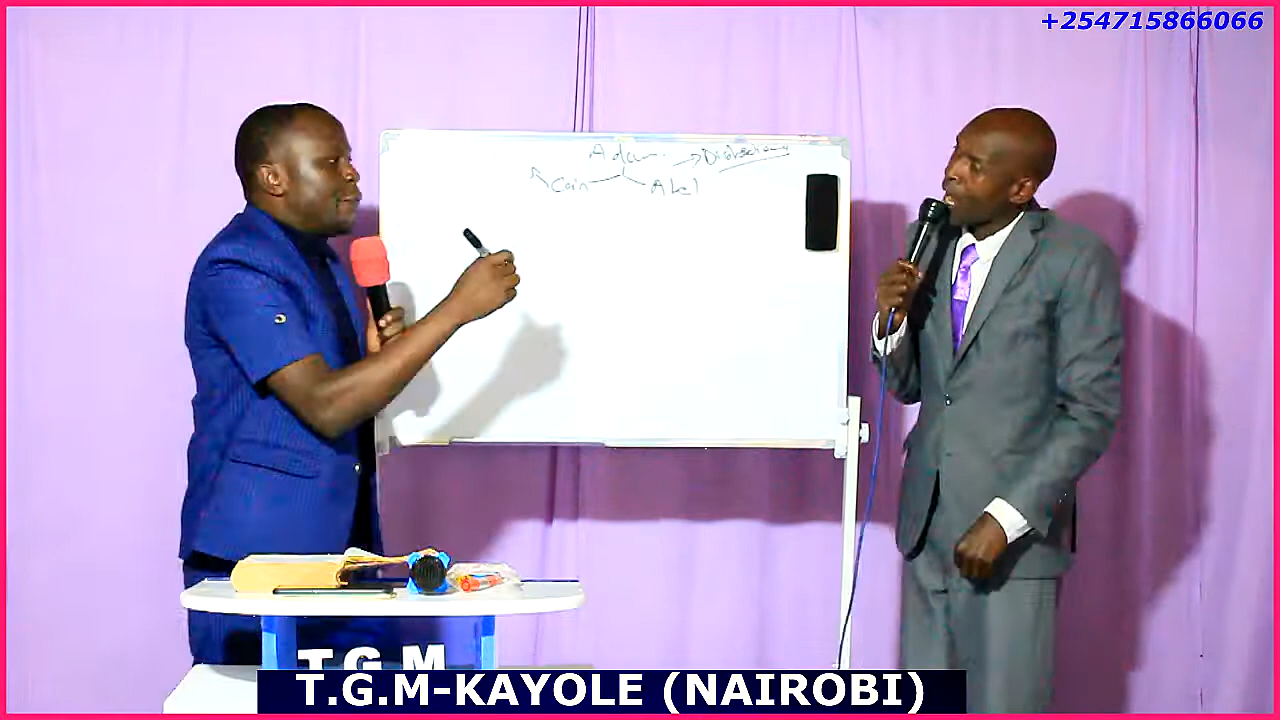 +254715866066
Adam
Cain Abel
T.G.M
T.G.M-KAYOLE (NAIROBI)